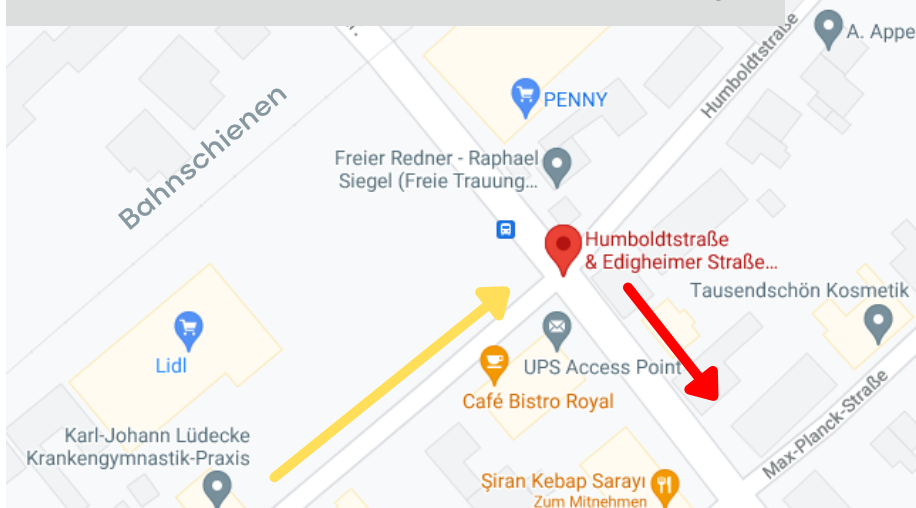 A. Appe
Humboldtstraße
PENNY
Bahnschienen
Freier Redner - Raphael
Siegel (Freie Trauung...
Humboldtstraße
& Edigheimer Straße...
Tausendschön Kosmetik
Lidl
UPS Access Point
Café Bistro Royal
Max-Planck-Straße
Karl-Johann Lüdecke
Krankengymnastik-Praxis
Şiran Kebap Sarayı
Zum Mitnehmen